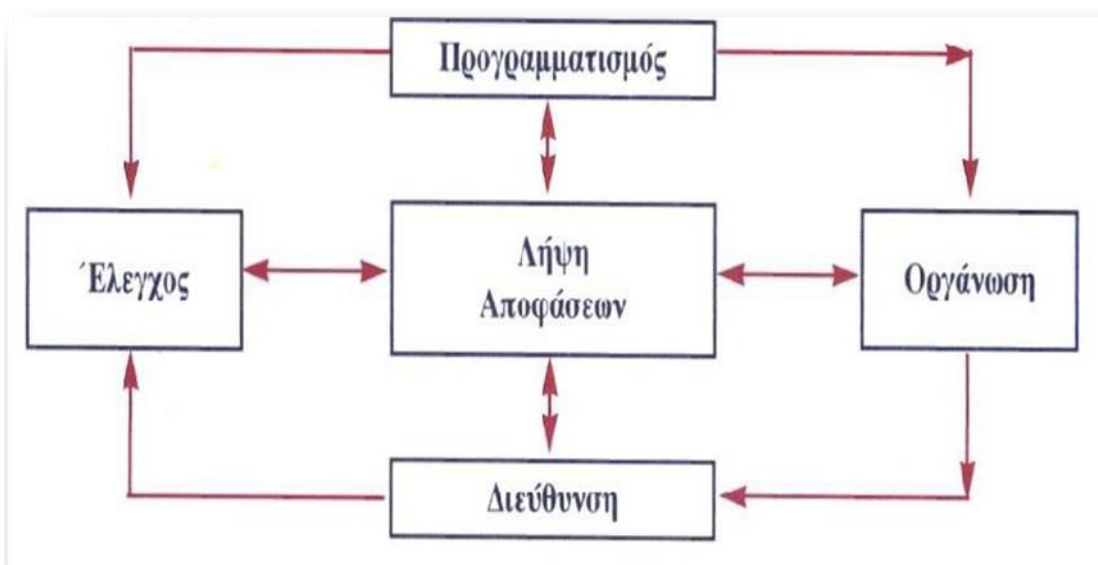 Προγραμματισμός
Έλεγχος
Λήψη
Αποφάσεων
Οργάνωση
Διεύθυνση